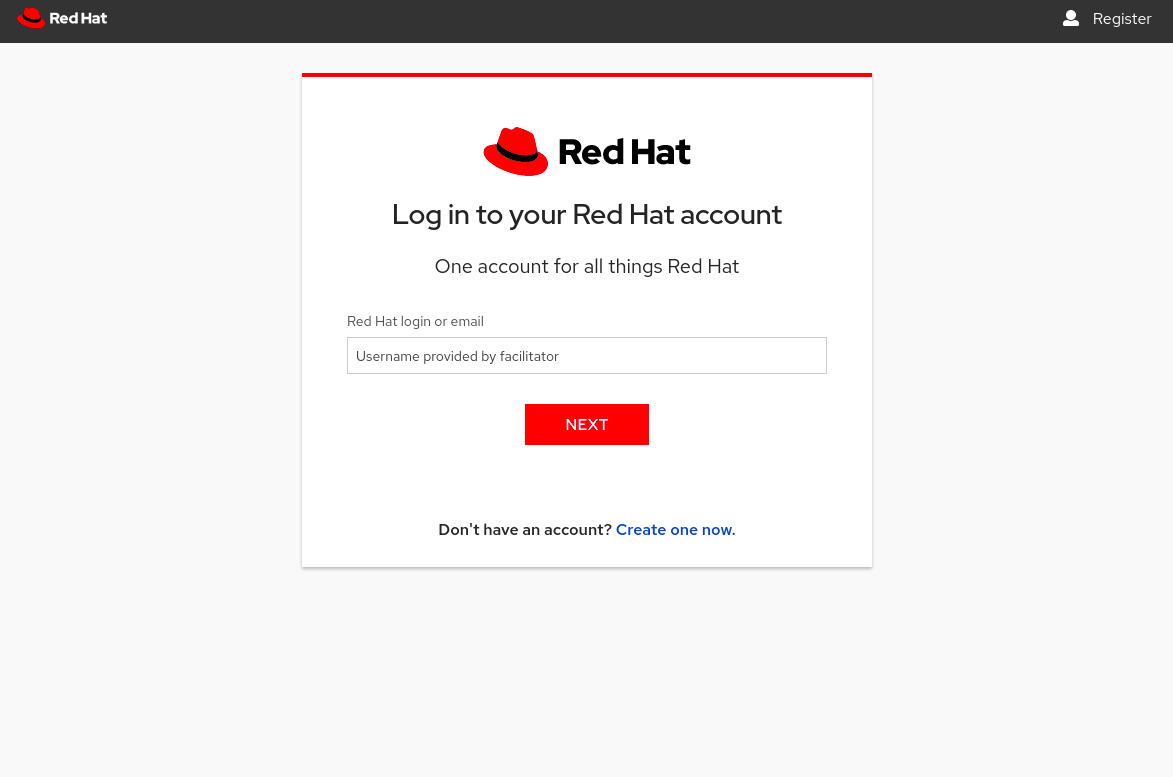 Red Hat
Register
Red Hat
Log in to your Red Hat account
One account for all things Red Hat
Red Hat login or email
Username provided by facilitator
NEXT
Don't have an account? Create one now.